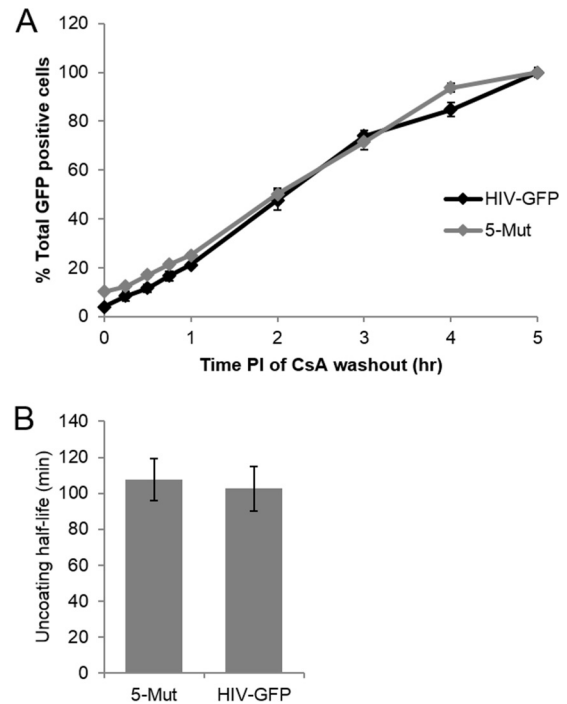 A
120
100
80
60
40
20
0
% Total GFP positive cells
HIV-GFP
5-Mut
0 1 2 3 4 5
Time PI of CsA washout (hr)
B
140
120
100
80
60
40
20
0
Uncoating half-life (min)
5-Mut HIV-GFP